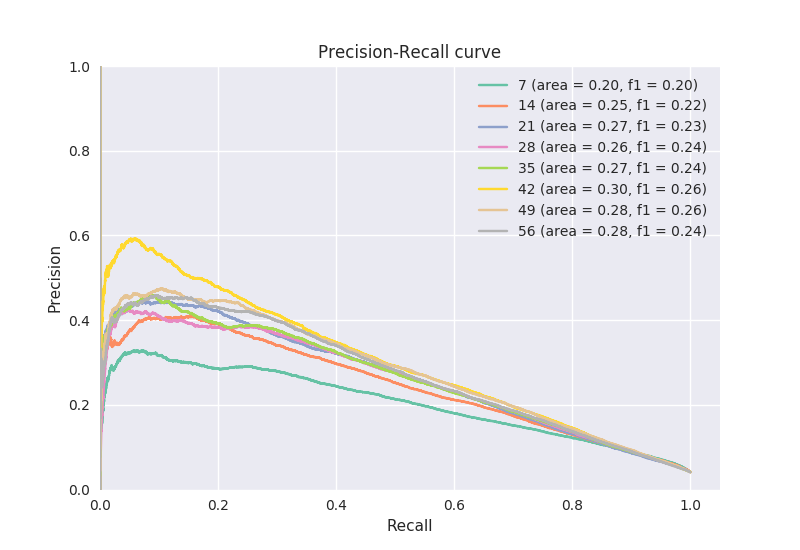 Precision-Recall curve
1.0
0.8
0.6
0.4
0.2
0.0
Precision
7 (area = 0.20, f1 = 0.20)
14 (area = 0.25, f1 = 0.22)
21 (area = 0.27, f1 = 0.23)
28 (area = 0.26, f1 = 0.24)
35 (area = 0.27, f1 = 0.24)
42 (area = 0.30, f1 = 0.26)
49 (area = 0.28, f1 = 0.26)
56 (area = 0.28, f1 = 0.24)
0.0 0.2 0.4 0.6 0.8 1.0
Recall